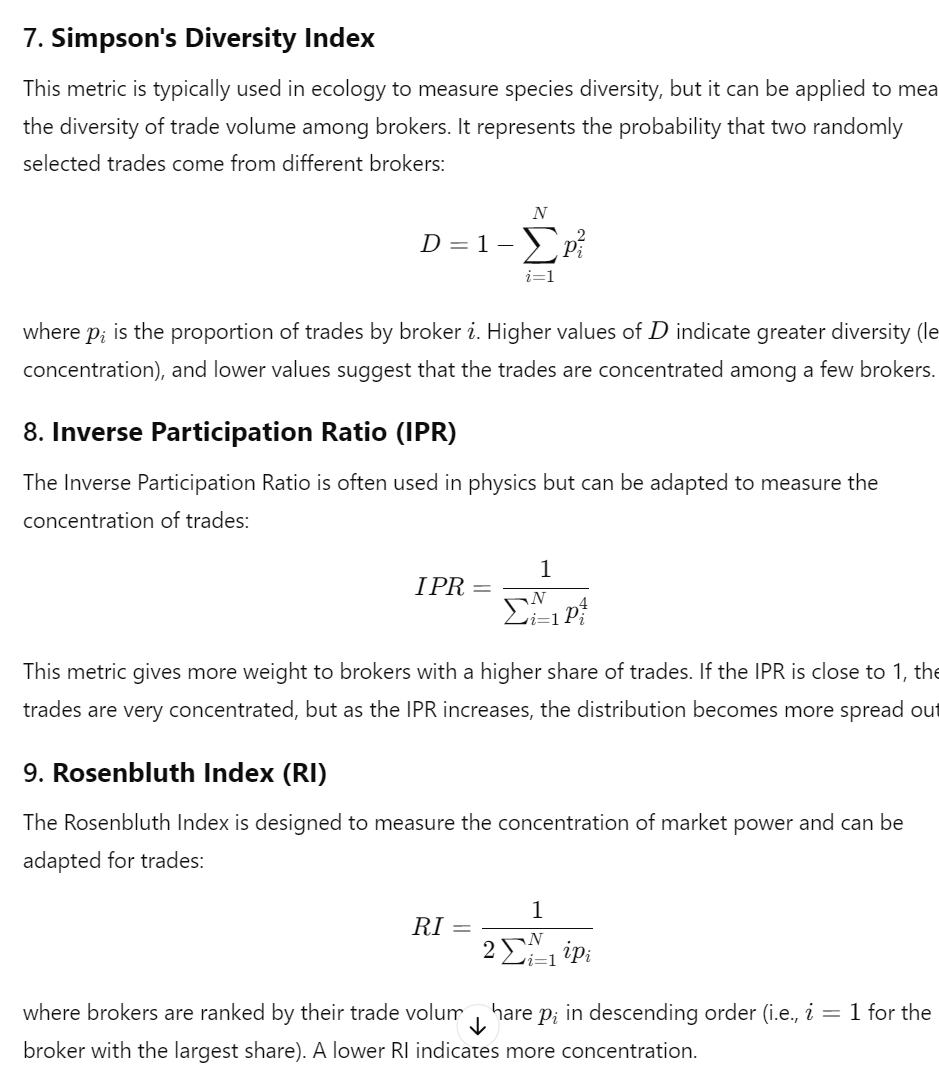 7. Simpson's Diversity Index
This metric is typically used in ecology to measure species diversity, but it can be applied to mea
the diversity of trade volume among brokers. It represents the probability that two randomly
selected trades come from different brokers:
D = 1 − ∑_{i=1}^{N} p_i^2
where p_i is the proportion of trades by broker i. Higher values of D indicate greater diversity (le
concentration), and lower values suggest that the trades are concentrated among a few brokers.
8. Inverse Participation Ratio (IPR)
The Inverse Participation Ratio is often used in physics but can be adapted to measure the
concentration of trades:
IPR = 1 / ∑_{i=1}^{N} p_i^4
This metric gives more weight to brokers with a higher share of trades. If the IPR is close to 1, the
trades are very concentrated, but as the IPR increases, the distribution becomes more spread out
9. Rosenbluth Index (RI)
The Rosenbluth Index is designed to measure the concentration of market power and can be
adapted for trades:
RI = 1 / 2 ∑_{i=1}^{N} ip_i
where brokers are ranked by their trade volum hare p_i in descending order (i.e., i = 1 for the
broker with the largest share). A lower RI indicates more concentration.